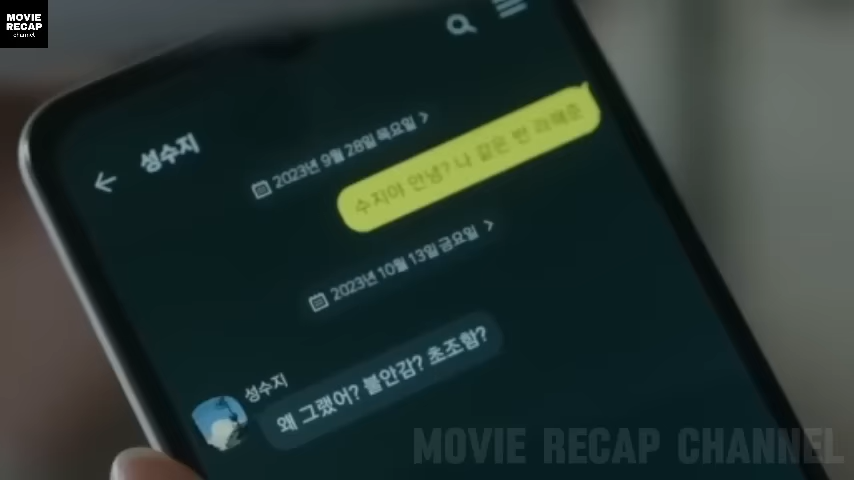 MOVIE
RECAP
channel
성수지
2023년 9월 28일 목요일 >
수지야 안녕? 나 같은 반
2023년 10월 13일 금요일 >
성수지
왜 그랬어? 불안감? 초조함?
MOVIE RECAP CHANNEL